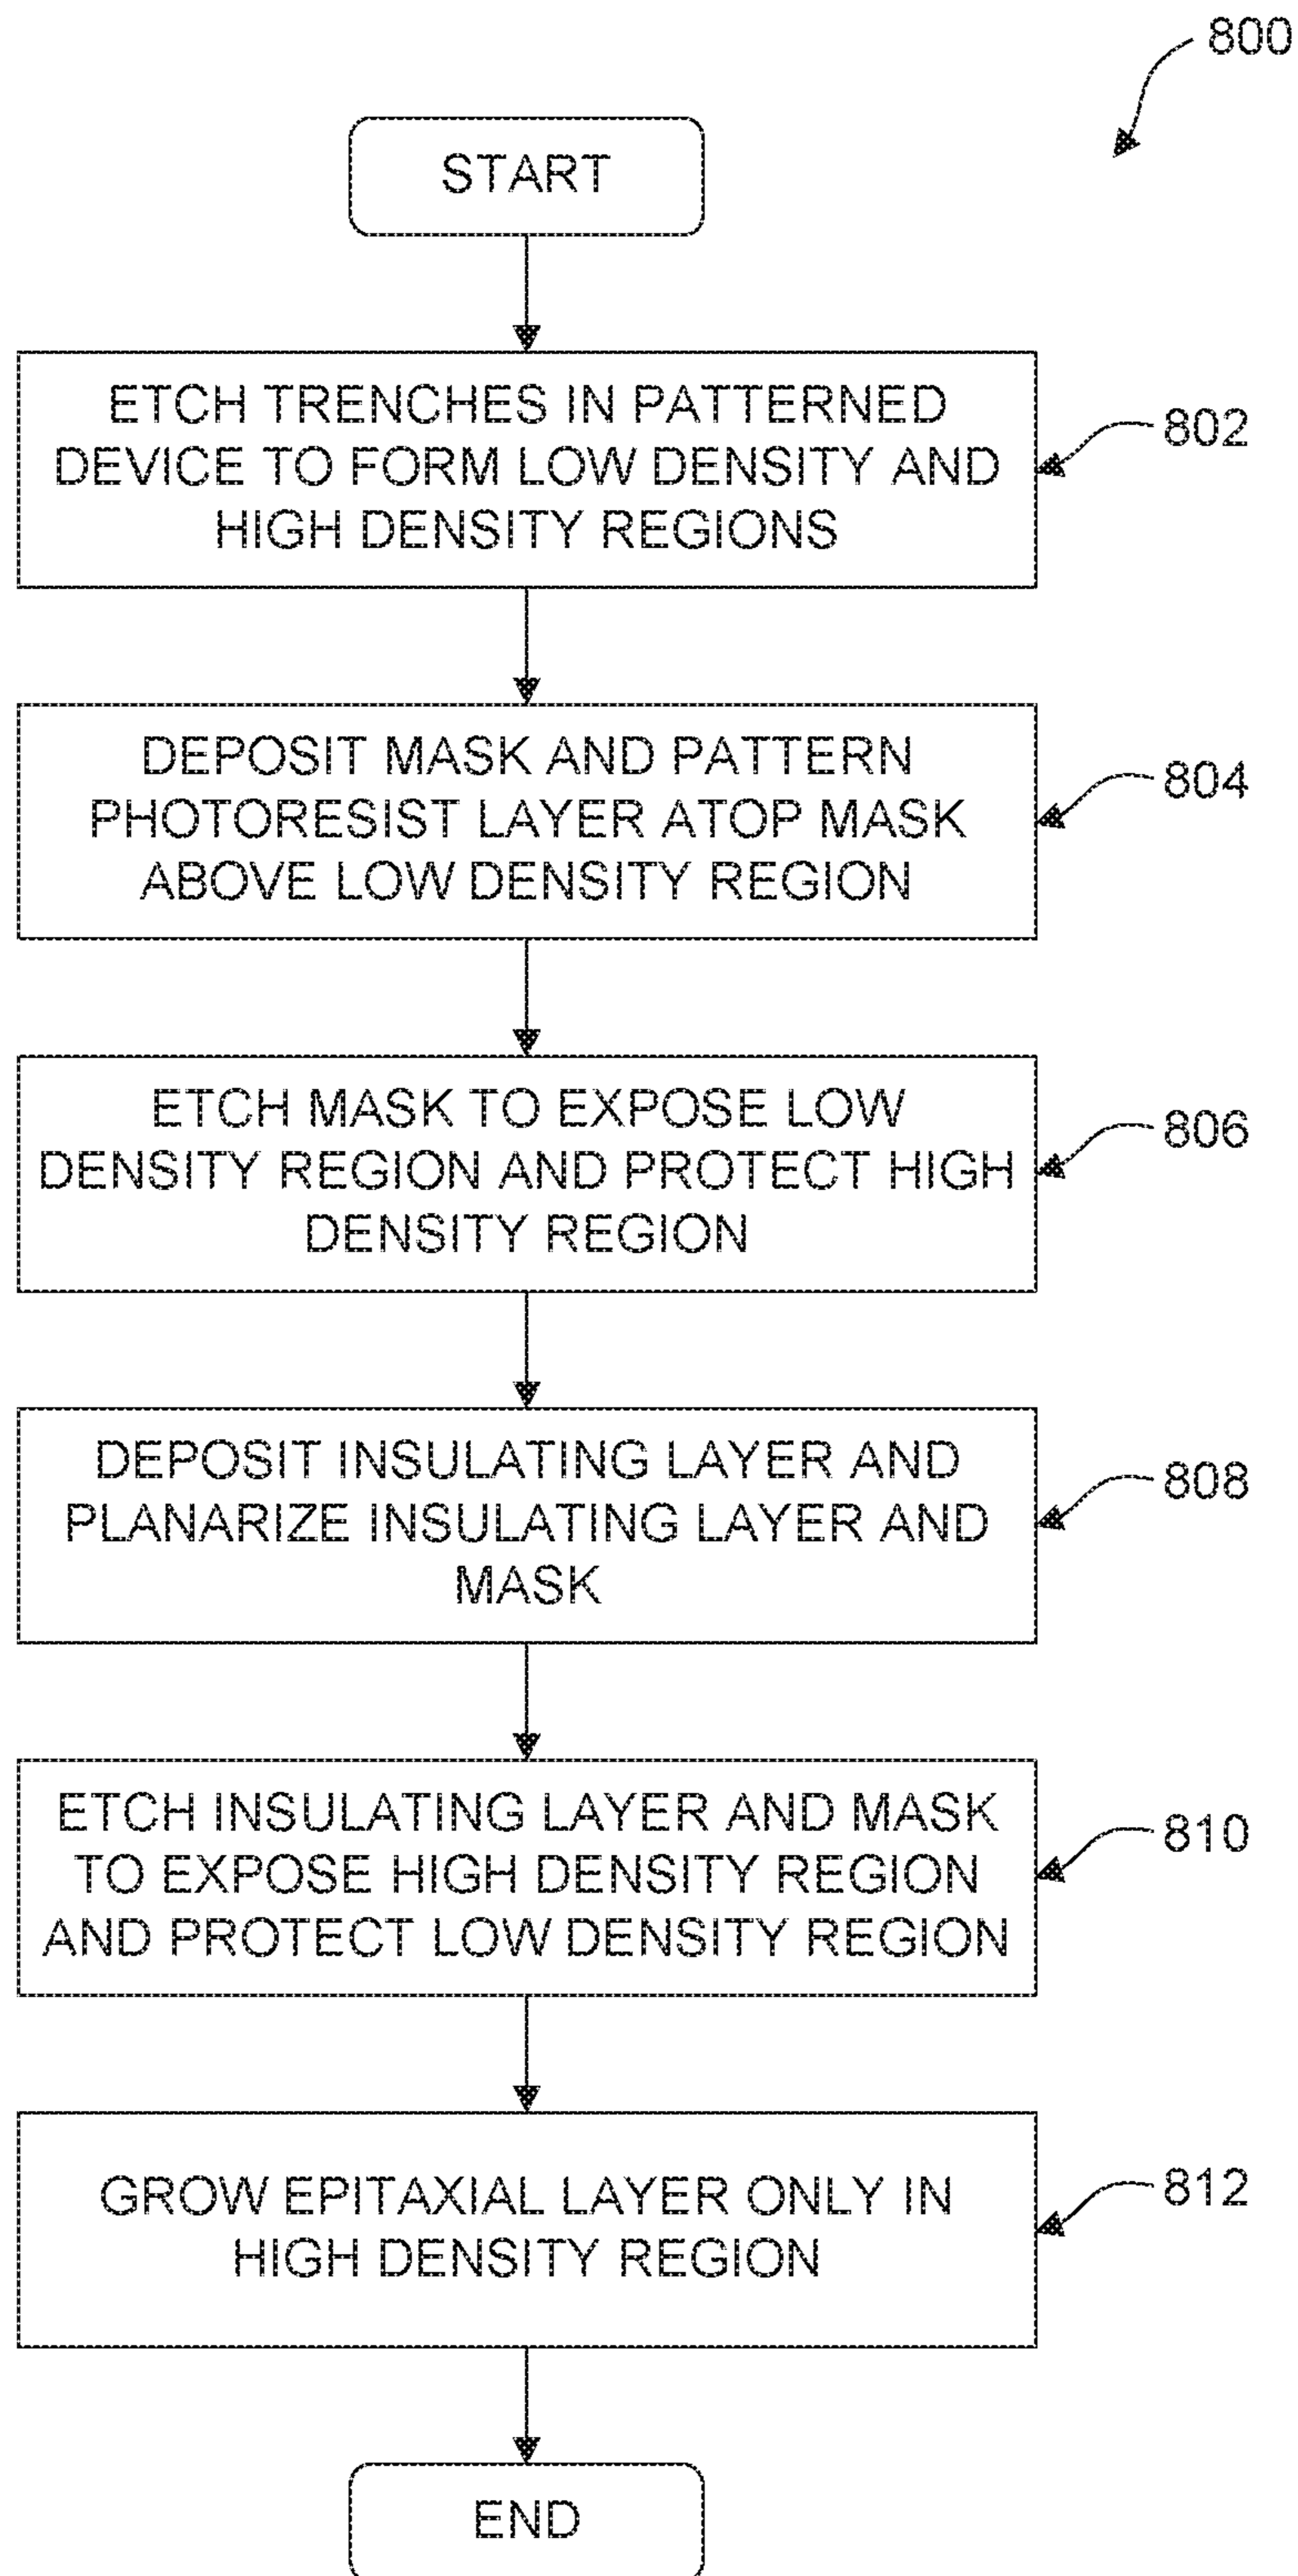 800
START
ETCH TRENCHES IN PATTERNED
DEVICE TO FORM LOW DENSITY AND
HIGH DENSITY REGIONS
802
DEPOSIT MASK AND PATTERN
PHOTORESIST LAYER ATOP MASK
ABOVE LOW DENSITY REGION
804
ETCH MASK TO EXPOSE LOW
DENSITY REGION AND PROTECT HIGH
DENSITY REGION
806
DEPOSIT INSULATING LAYER AND
PLANARIZE INSULATING LAYER AND
MASK
808
ETCH INSULATING LAYER AND MASK
TO EXPOSE HIGH DENSITY REGION
AND PROTECT LOW DENSITY REGION
810
GROW EPITAXIAL LAYER ONLY IN
HIGH DENSITY REGION
812
END